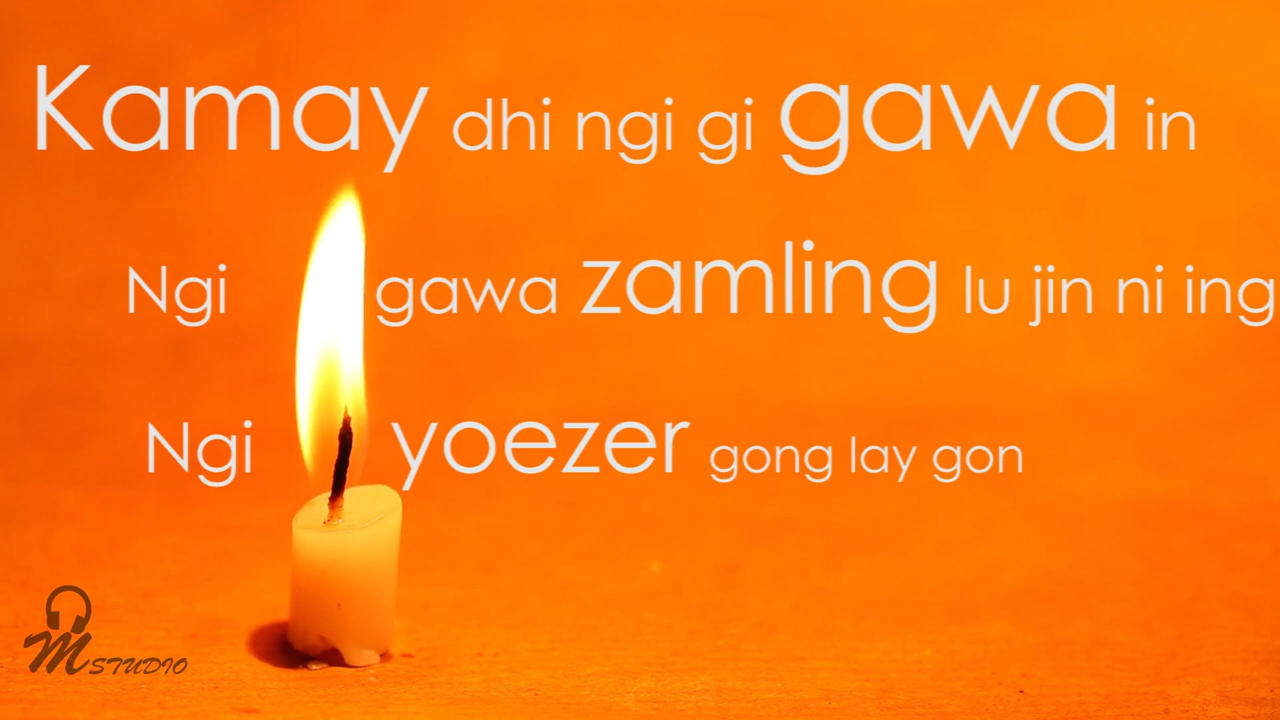 Kamay dhi ngi gi gawa in
Ngi gawa zamling lu jin ni ing
Ngi yoezer gong lay gon
M STUDIO